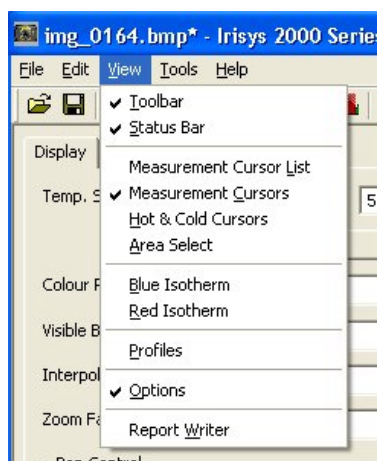 img_0164.bmp* - Irisys 2000 Series
File Edit View Tools Help
Toolbar
Status Bar
Display
Measurement Cursor List
Temp. S
Measurement Cursors
5
Hot & Cold Cursors
Area Select
Colour
Blue Isotherm
Red Isotherm
Visible B
Profiles
Interpol
Options
Zoom Fa
Report Writer